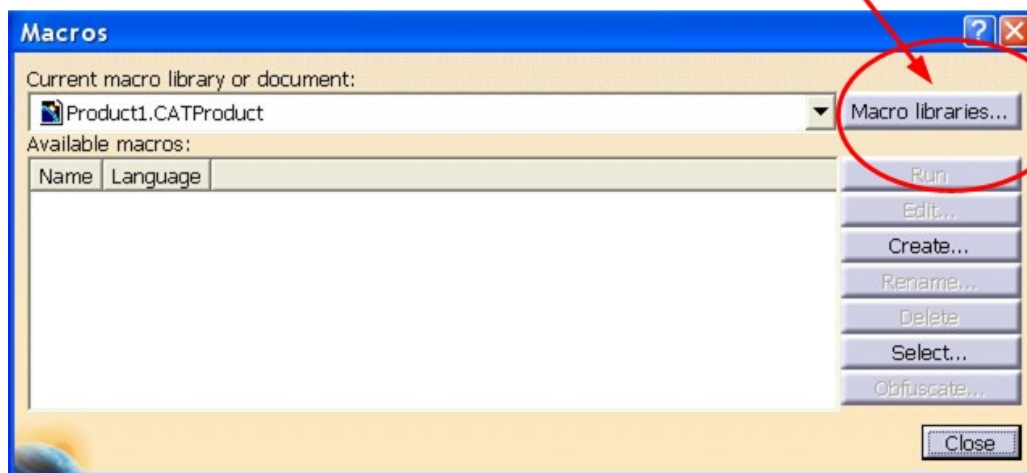 Macros
Current macro library or document:
Product1.CATProduct
Macro libraries...
Available macros:
Name Language
Run
Edit...
Create...
Rename...
Delete
Select...
Obfuscate...
Close